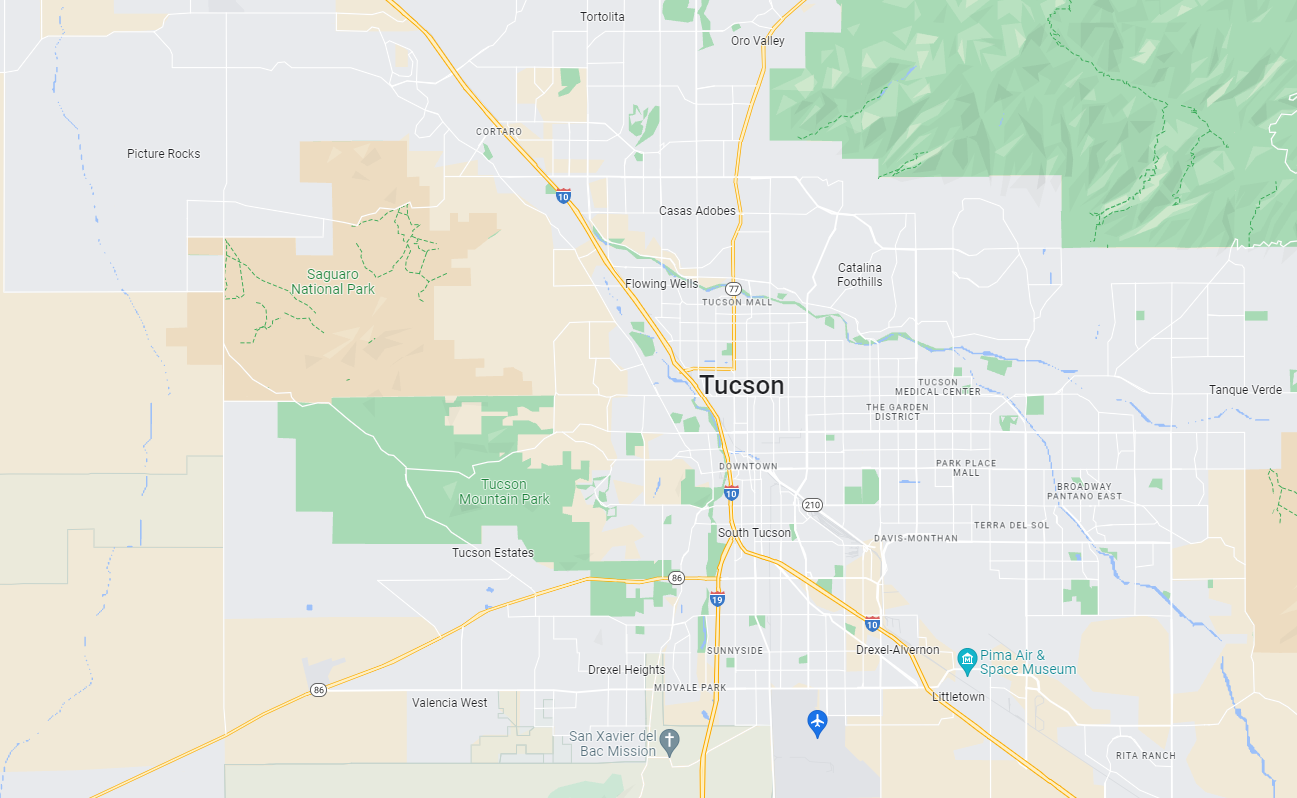 Tortolita
Oro Valley
CORTARO
Picture Rocks
10
Casas Adobes
Saguaro
National Park
Catalina
Foothills
Flowing Wells
77
TUCSON MALL
Tucson
TUCSON
MEDICAL CENTER
Tanque Verde
THE GARDEN
DISTRICT
DOWNTOWN
PARK PLACE
MALL
Tucson
Mountain Park
10
BROADWAY
PANTANO EAST
210
TERRA DEL SOL
South Tucson
DAVIS-MONTHAN
Tucson Estates
86
19
10
SUNNYSIDE
Drexel-Alvernon
Pima Air &
Space Museum
Drexel Heights
MIDVALE PARK
86
Littletown
Valencia West
San Xavier del
Bac Mission
RITA RANCH